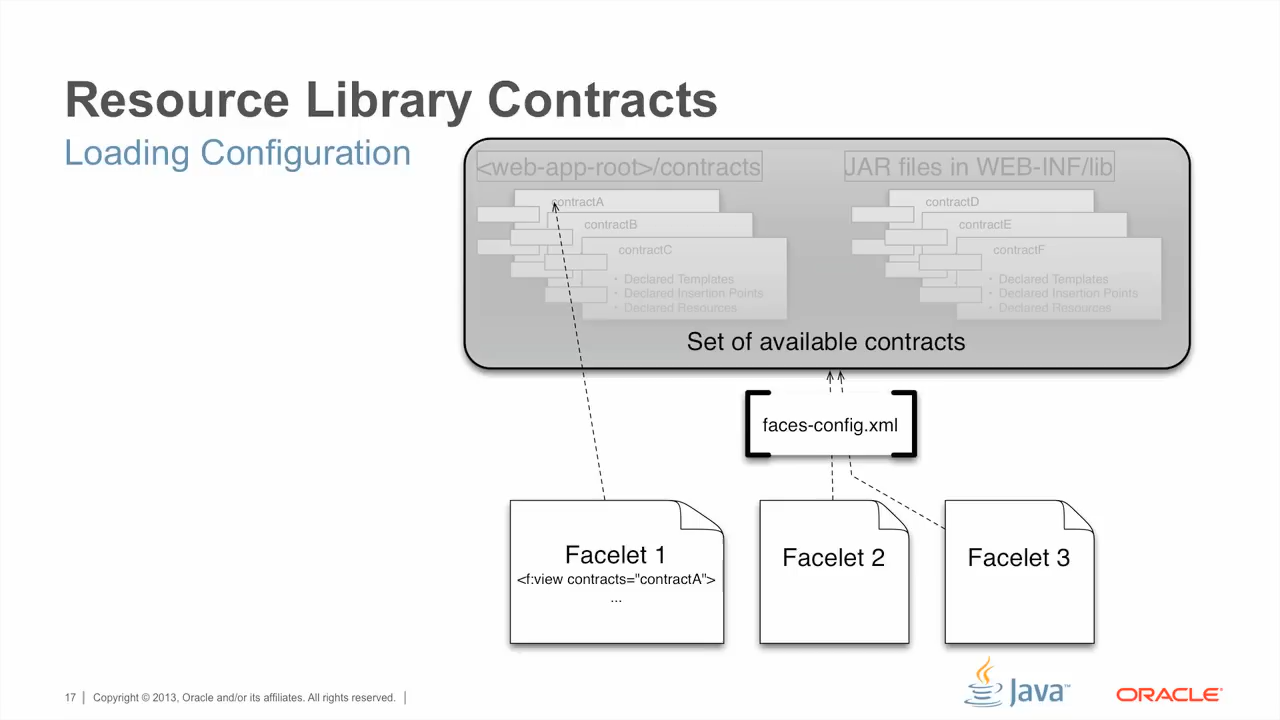 Resource Library Contracts
Loading Configuration
<web-app-root>/contracts
JAR files in WEB-INF/lib
contractA
contractB
contractC
• Declared Templates
• Declared Insertion Points
• Declared Resources
contractD
contractE
contractF
• Declared Templates
• Declared Insertion Points
• Declared Resources
Set of available contracts
faces-config.xml
Facelet 1
<f:view contracts="contractA">
...
Facelet 2
Facelet 3
17 | Copyright © 2013, Oracle and/or its affiliates. All rights reserved. |
Java™
ORACLE®